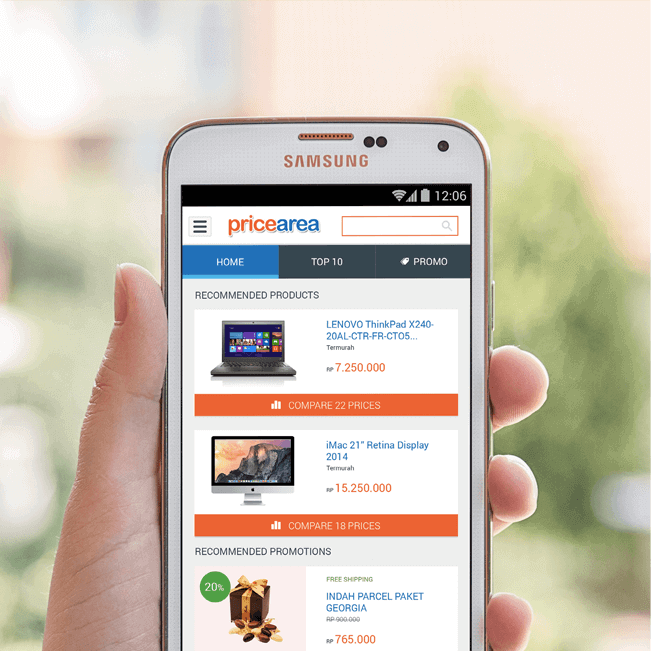 SAMSUNG
12:06
pricearea
HOME
TOP 10
PROMO
RECOMMENDED PRODUCTS
LENOVO ThinkPad X240-
20AL-CTR-FR-CTO5...
Termurah
RP 7.250.000
COMPARE 22 PRICES
iMac 21" Retina Display
2014
Termurah
RP 15.250.000
COMPARE 18 PRICES
RECOMMENDED PROMOTIONS
20%
FREE SHIPPING
INDAH PARCEL PAKET
GEORGIA
RP 900.000
RP 765.000